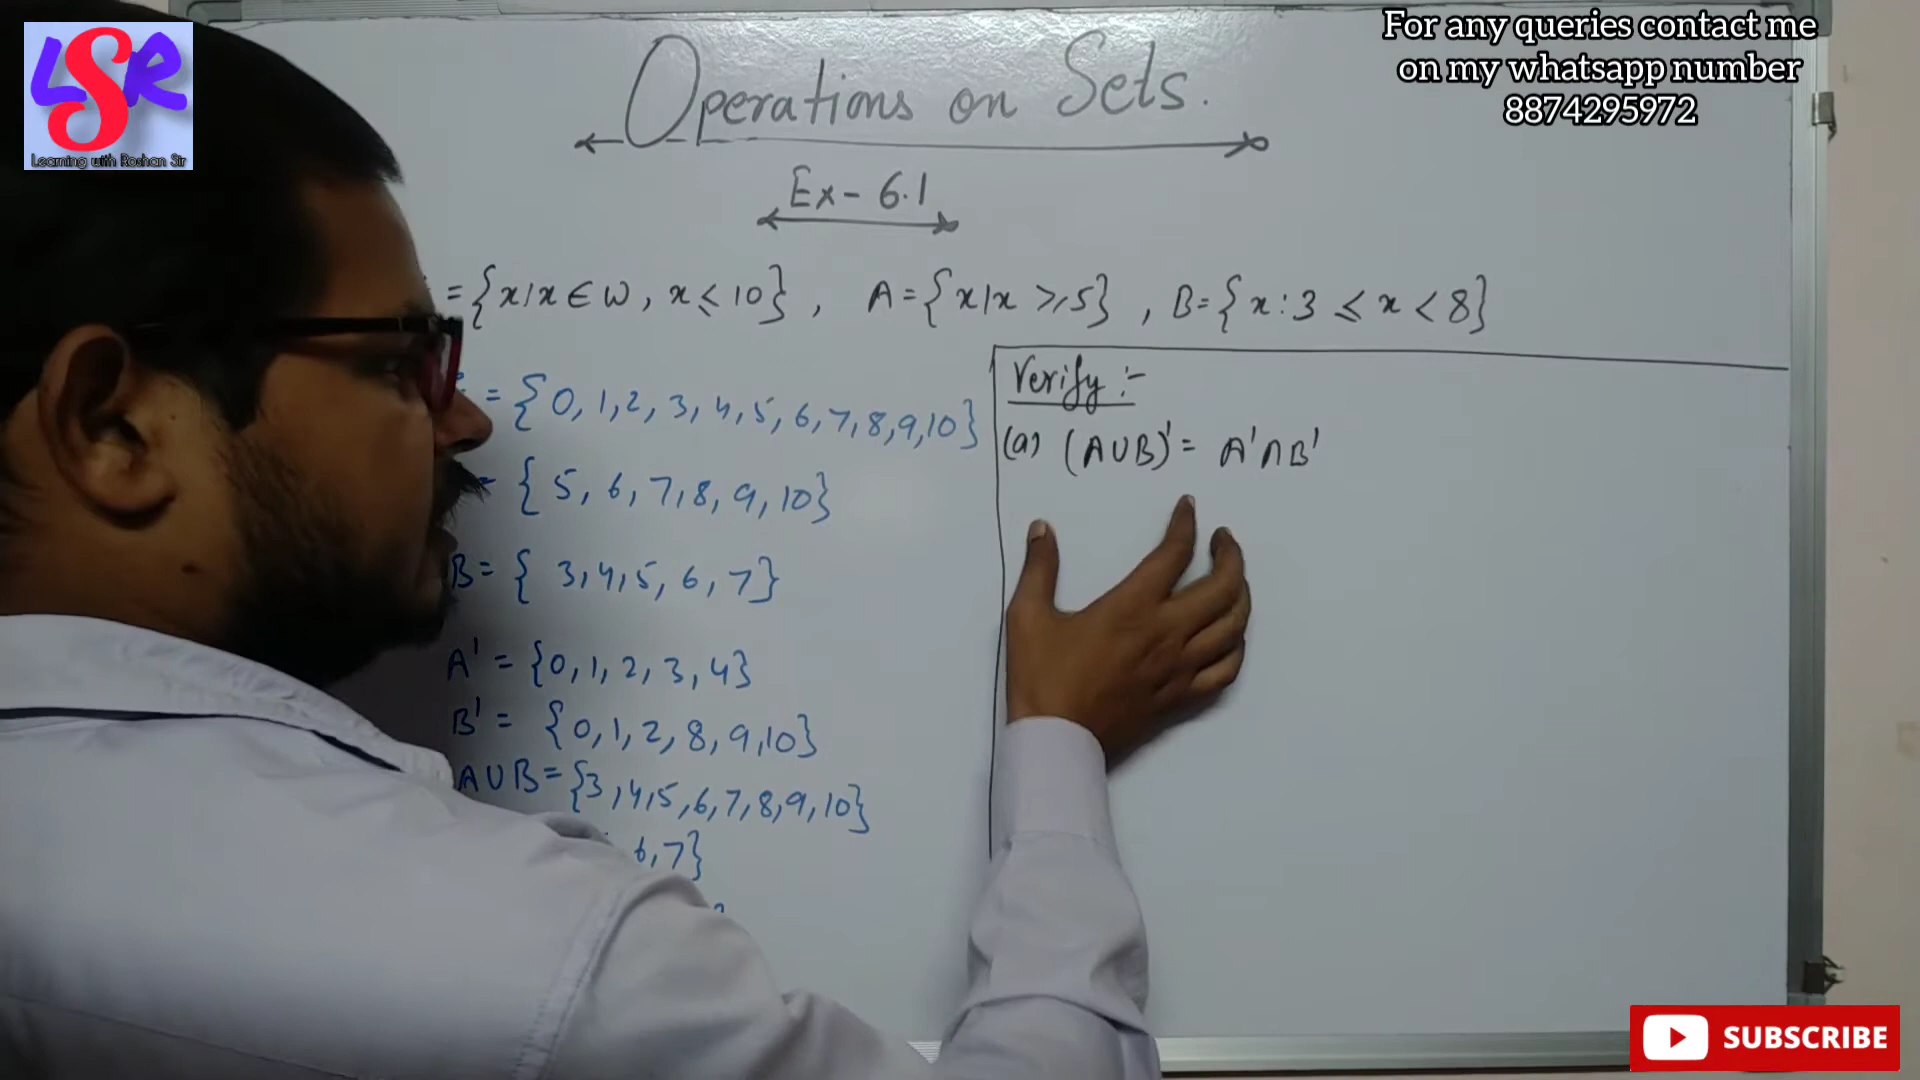 LSR
Learning with Roshan Sir
For any queries contact me
on my whatsapp number
8874295972
Operations on Sets.
Ex- 6.1
= {x/x ∈ W, x ≤ 10}, A = {x/x ≥ 5}, B = {x : 3 ≤ x < 8}
= {0, 1, 2, 3, 4, 5, 6, 7, 8, 9, 10}
= {5, 6, 7, 8, 9, 10}
B = {3, 4, 5, 6, 7}
A' = {0, 1, 2, 3, 4}
B' = {0, 1, 2, 8, 9, 10}
A∪B = {3, 4, 5, 6, 7, 8, 9, 10}
6, 7}
Verify :-
(a) (A∪B)' = A'∩B'
SUBSCRIBE